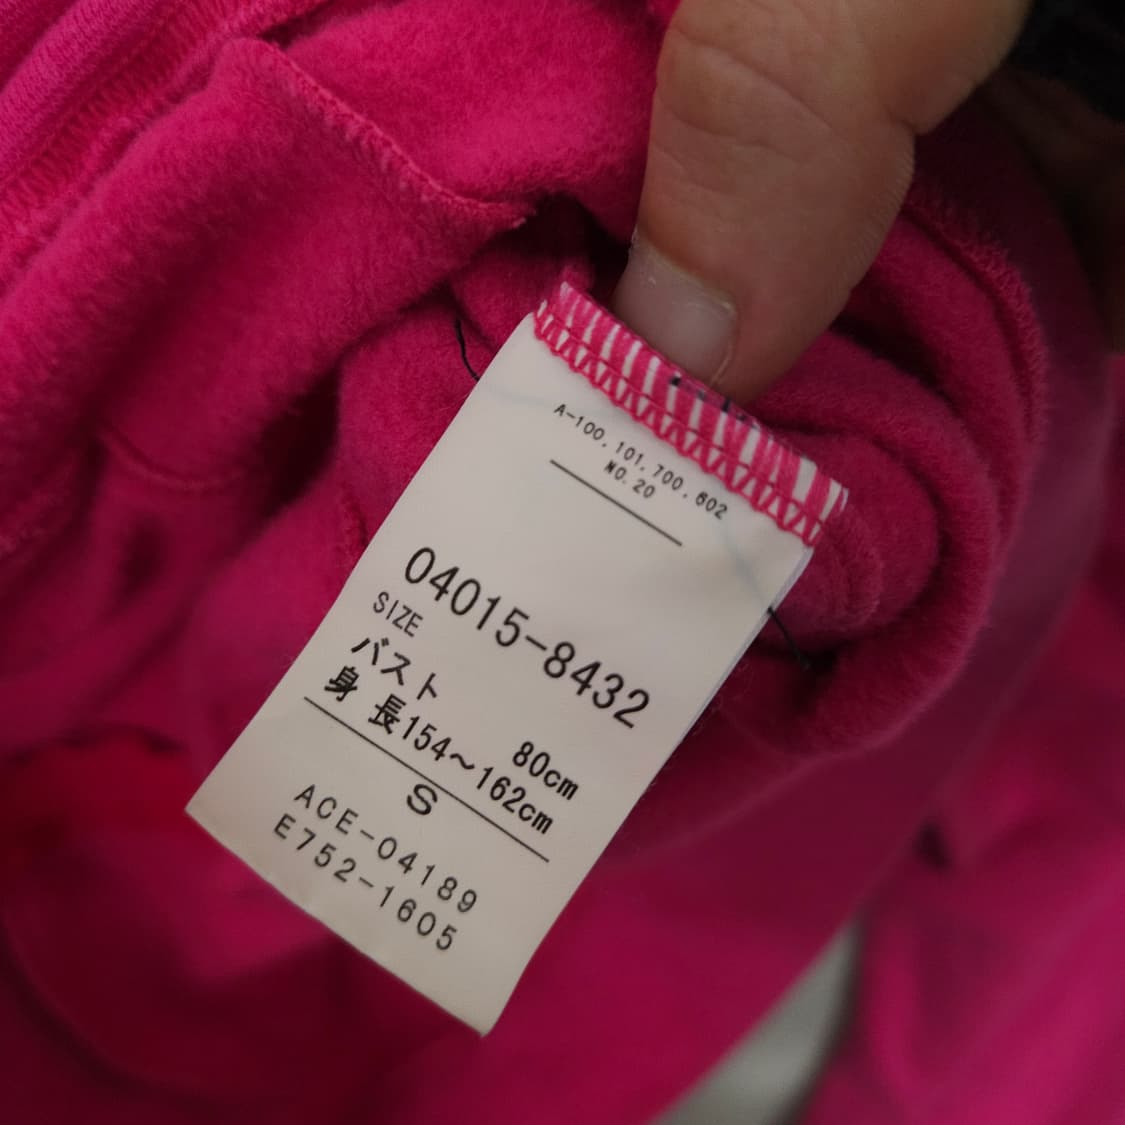 A-100.101.700.602
NO.20
04015-8432
SIZE
バスト 80cm
身 長154～162cm
S
ACE-04189
E752-1605